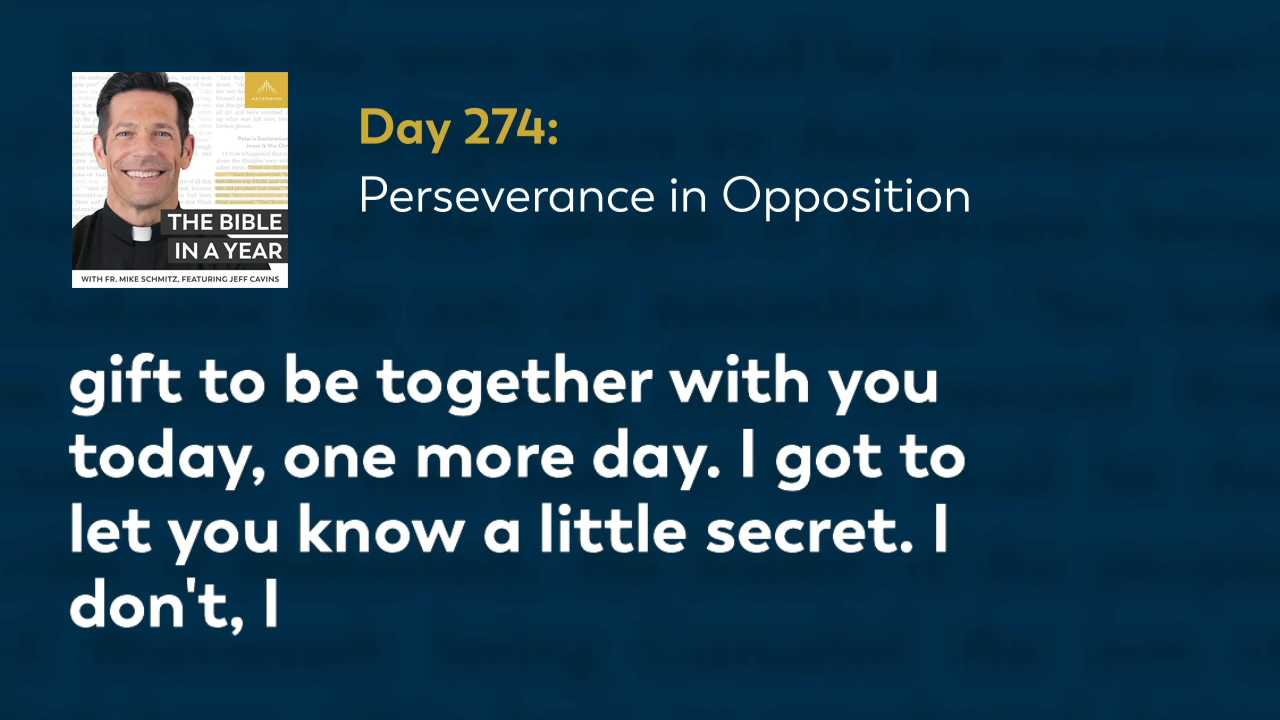 ASCENSION
THE BIBLE
IN A YEAR
WITH FR. MIKE SCHMITZ, FEATURING JEFF CAVINS
Day 274:
Perseverance in Opposition
gift to be together with you
today, one more day. I got to
let you know a little secret. I
don't, I